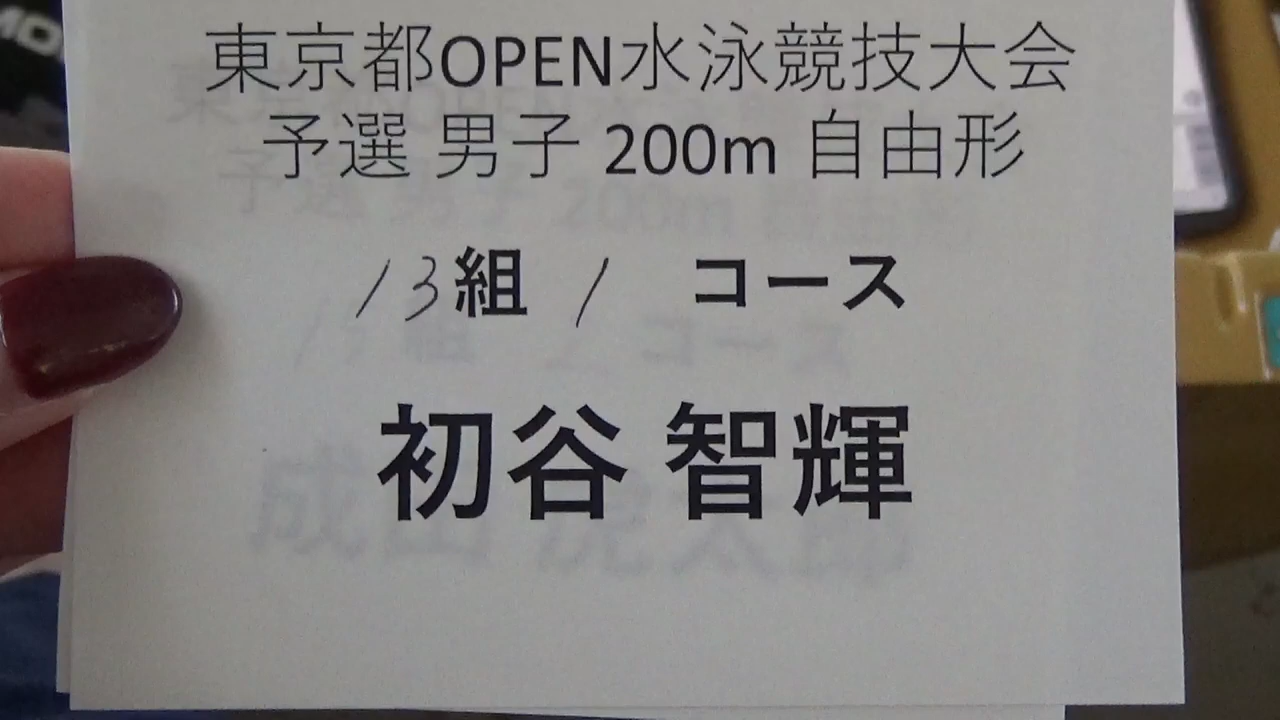 東京都OPEN水泳競技大会
予選 男子 200m 自由形
13組 1 コース
初谷 智輝